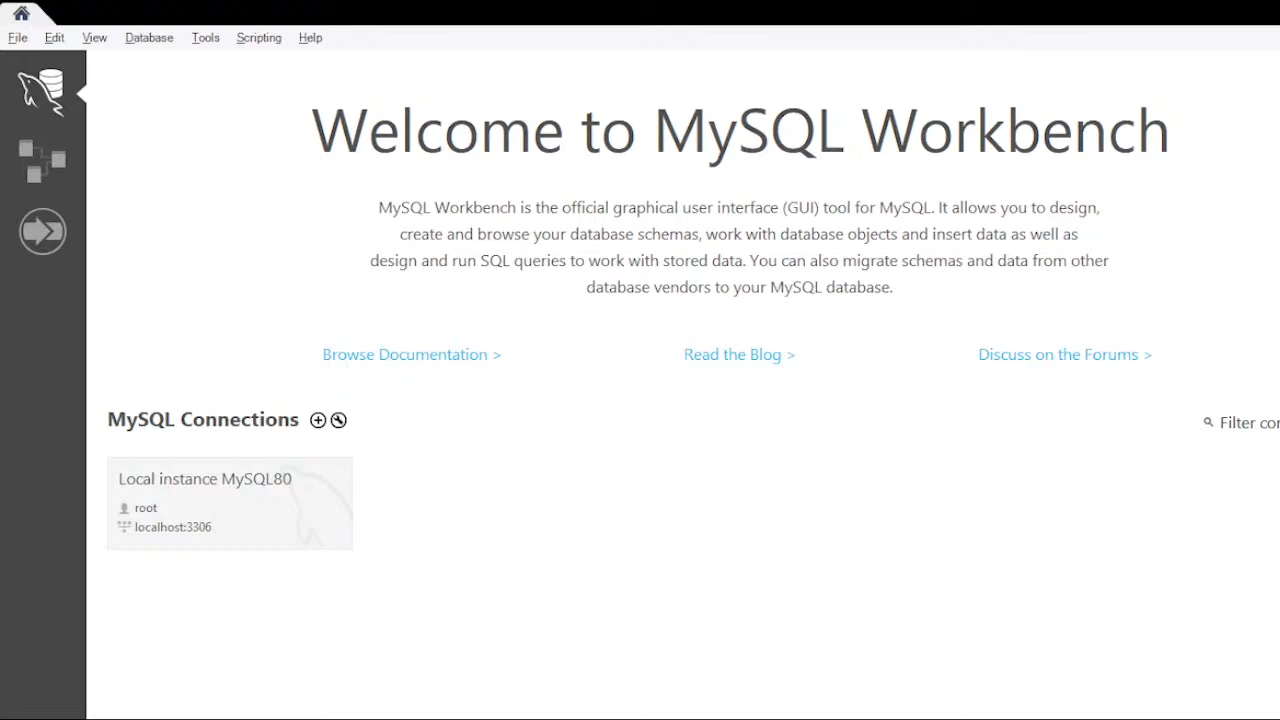 File Edit View Database Tools Scripting Help
Welcome to MySQL Workbench
MySQL Workbench is the official graphical user interface (GUI) tool for MySQL. It allows you to design,
create and browse your database schemas, work with database objects and insert data as well as
design and run SQL queries to work with stored data. You can also migrate schemas and data from other
database vendors to your MySQL database.
Browse Documentation > Read the Blog > Discuss on the Forums >
MySQL Connections Filter
Local instance MySQL80
root
localhost:3306